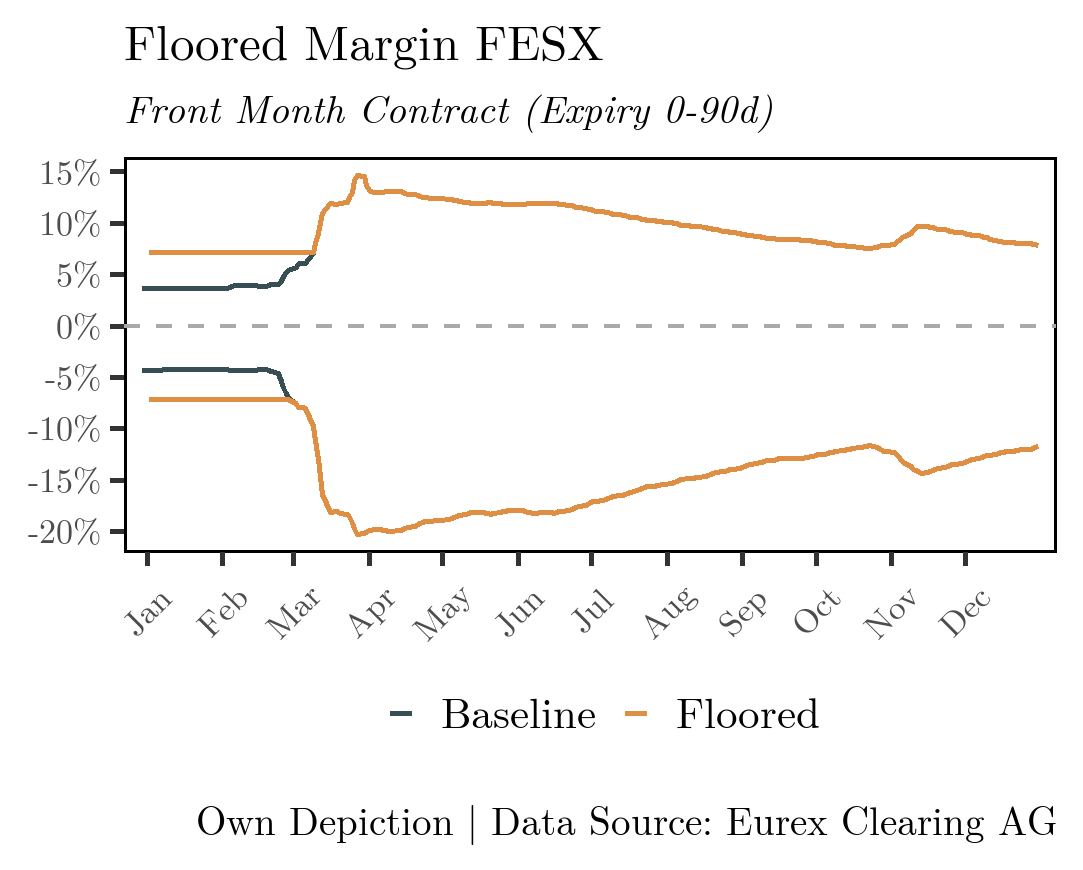 Floored Margin FESX
Front Month Contract (Expiry 0-90d)
15%
10%
5%
0%
-5%
-10%
-15%
-20%
Jan Feb Mar Apr May Jun Jul Aug Sep Oct Nov Dec
Baseline Floored
Own Depiction | Data Source: Eurex Clearing AG